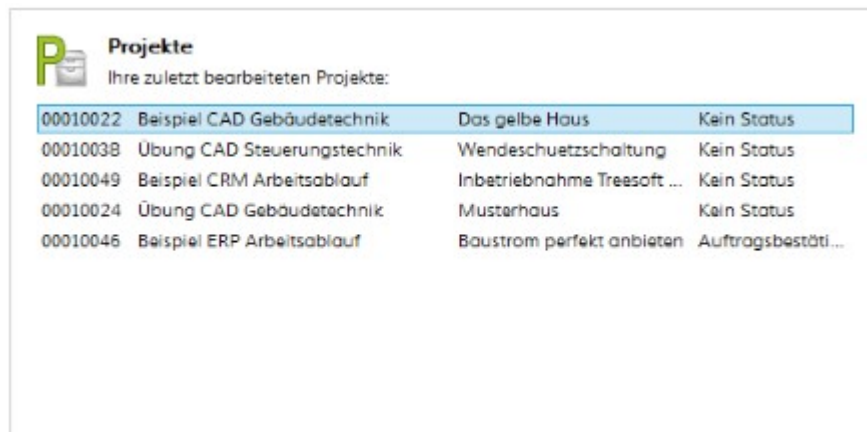 Projekte
Ihre zuletzt bearbeiteten Projekte:
00010022 Beispiel CAD Gebäudetechnik Das gelbe Haus Kein Status
00010038 Übung CAD Steuerungstechnik Wendeschuetzschaltung Kein Status
00010049 Beispiel CRM Arbeitsablauf Inbetriebnahme Treesoft ... Kein Status
00010024 Übung CAD Gebäudetechnik Musterhaus Kein Status
00010046 Beispiel ERP Arbeitsablauf Baustrom perfekt anbieten Auftragsbestäti...